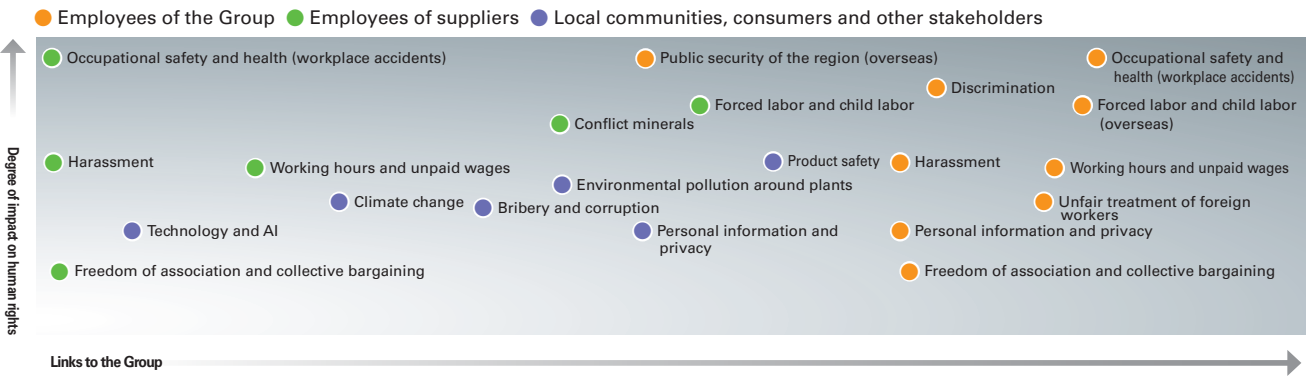 Employees of the Group
Employees of suppliers
Local communities, consumers and other stakeholders
Occupational safety and health (workplace accidents)
Public security of the region (overseas)
Occupational safety and
health (workplace accidents)
Discrimination
Forced labor and child labor
Forced labor and child labor
(overseas)
Conflict minerals
Harassment
Working hours and unpaid wages
Product safety
Harassment
Working hours and unpaid wages
Environmental pollution around plants
Climate change
Bribery and corruption
Unfair treatment of foreign
workers
Technology and AI
Personal information and
privacy
Personal information and privacy
Freedom of association and collective bargaining
Freedom of association and collective bargaining
Degree of impact on human rights
Links to the Group